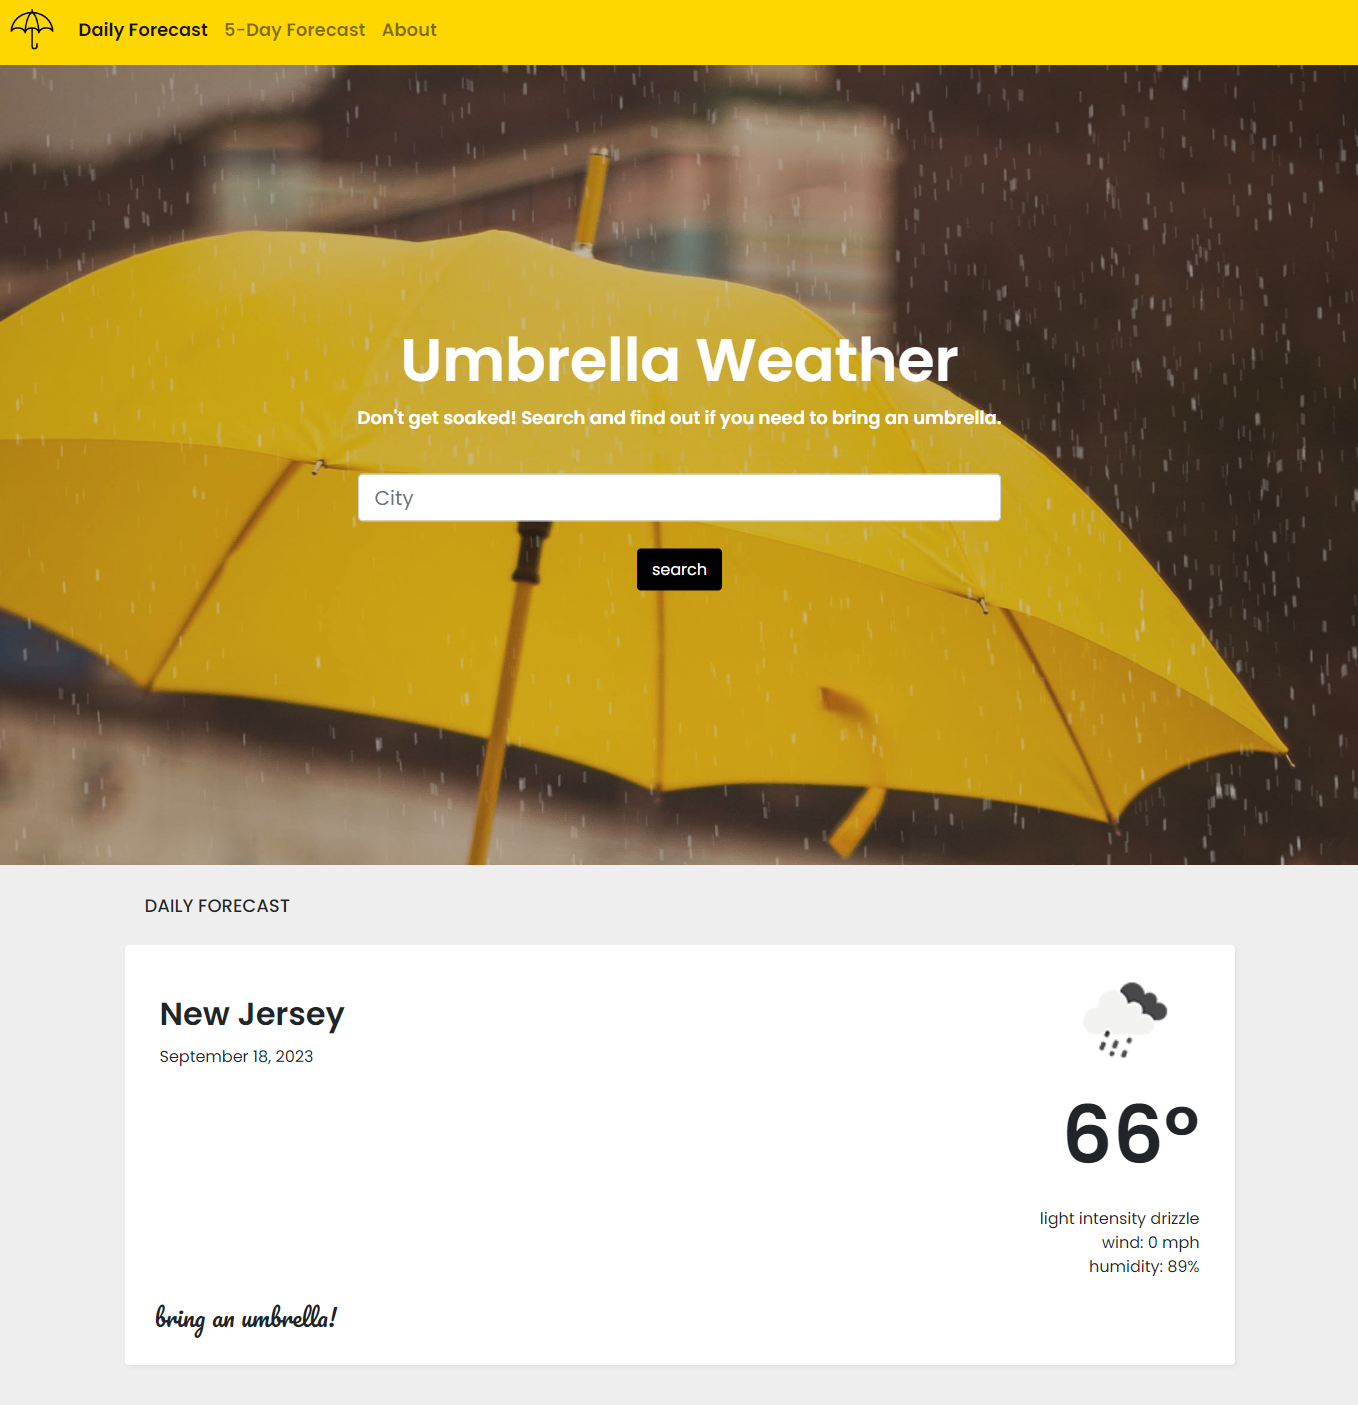 Daily Forecast 5-Day Forecast About
Umbrella Weather
Don't get soaked! Search and find out if you need to bring an umbrella.
City
search
DAILY FORECAST
New Jersey
September 18, 2023
66°
light intensity drizzle
wind: 0 mph
humidity: 89%
bring an umbrella!